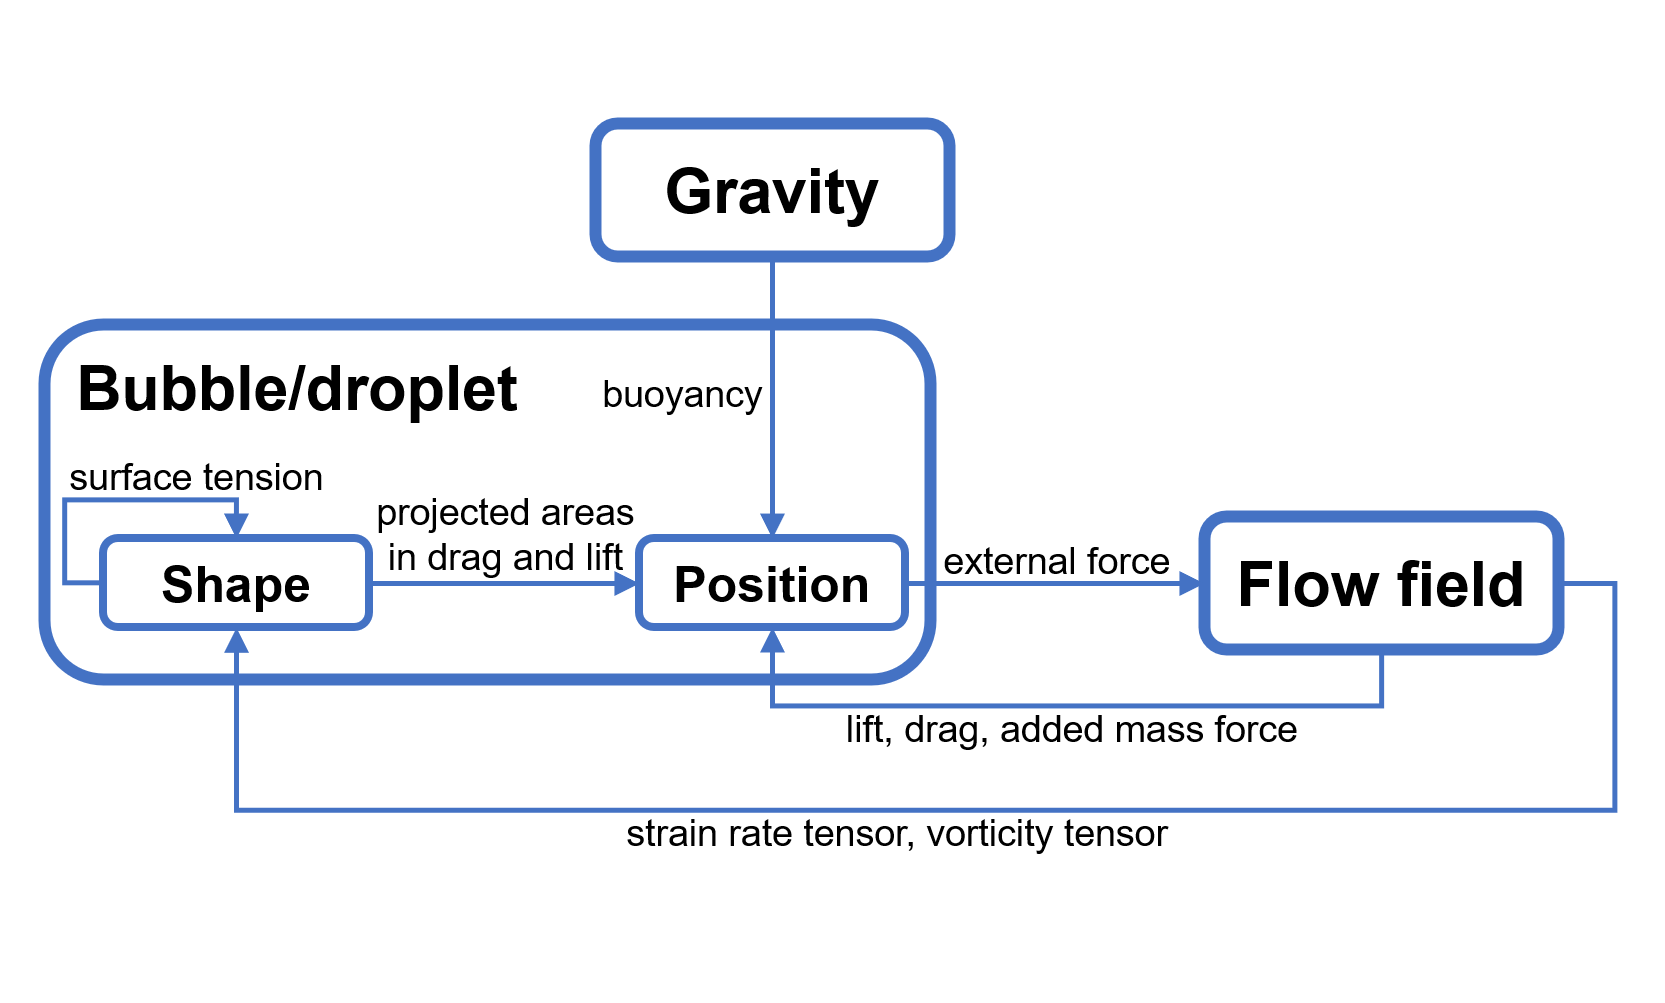 Gravity
Bubble/droplet
buoyancy
surface tension
projected areas
in drag and lift
Shape
Position
external force
Flow field
lift, drag, added mass force
strain rate tensor, vorticity tensor